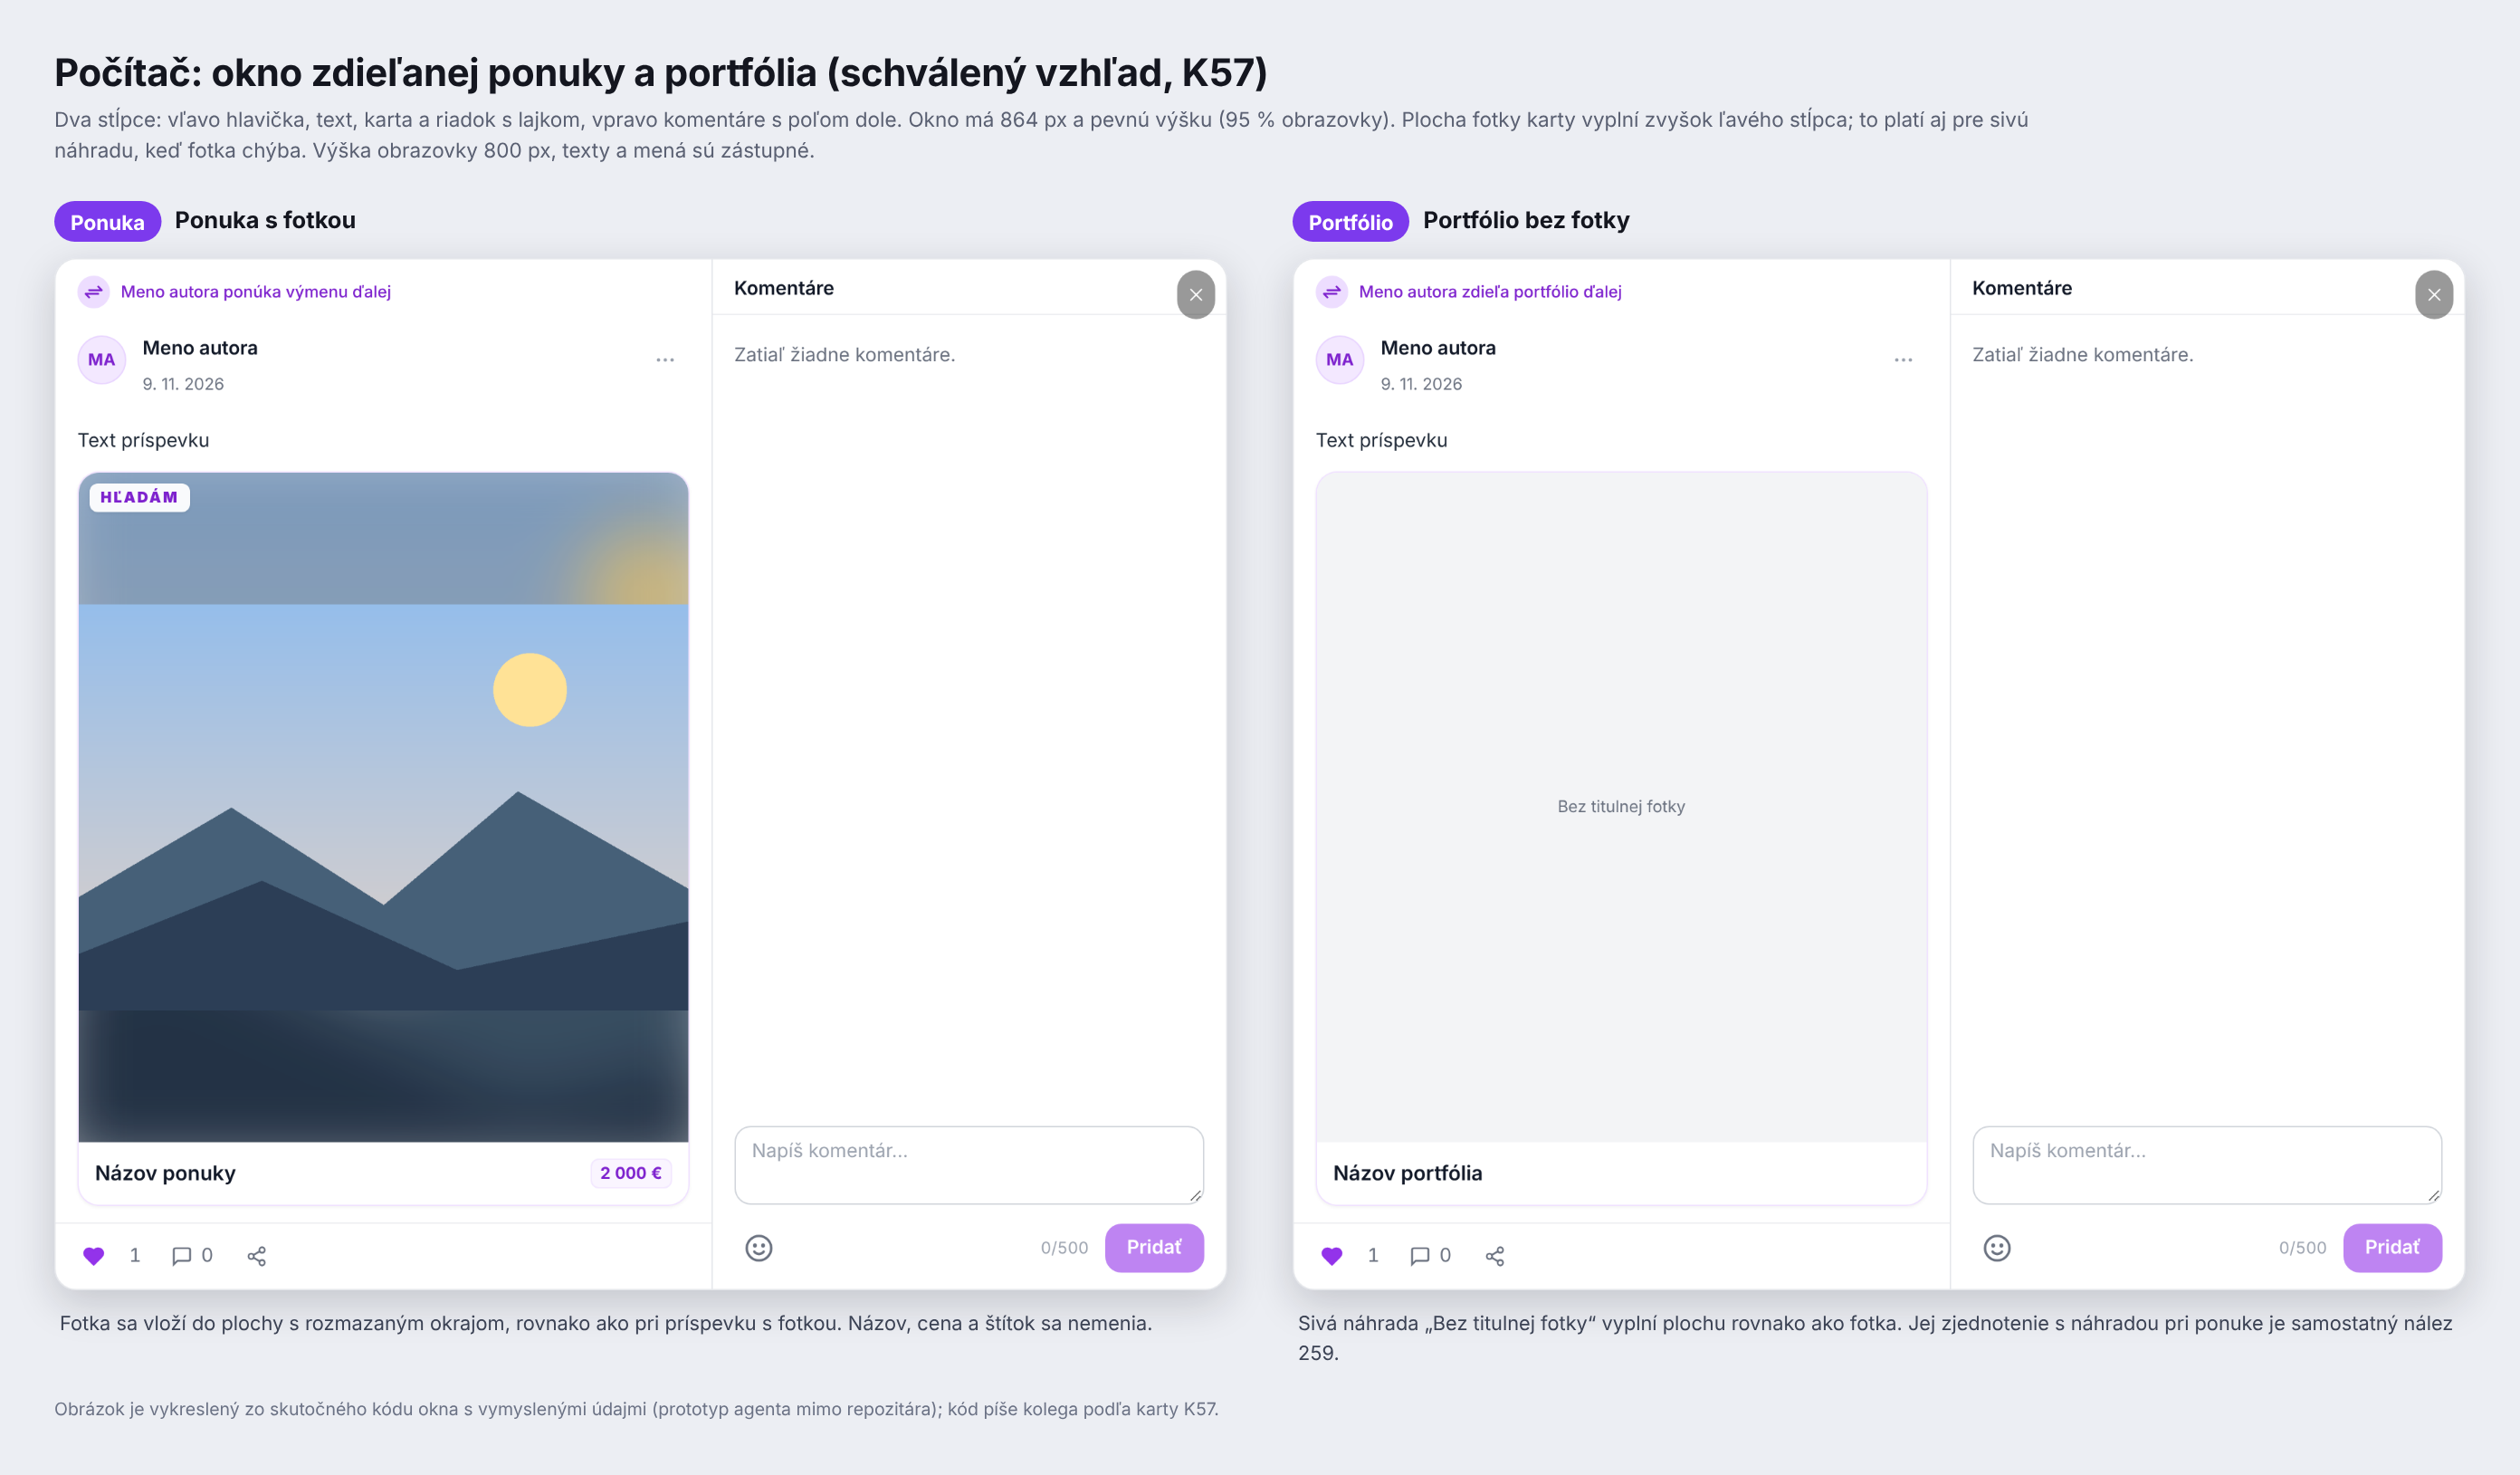 Počítač: okno zdieľanej ponuky a portfólia (schválený vzhľad, K57)
Dva stĺpce: vľavo hlavička, text, karta a riadok s lajkom, vpravo komentáre s poľom dole. Okno má 864 px a pevnú výšku (95 % obrazovky). Plocha fotky karty vyplní zvyšok ľavého stĺpca; to platí aj pre sivú
náhradu, keď fotka chýba. Výška obrazovky 800 px, texty a mená sú zástupné.
Ponuka Ponuka s fotkou
Meno autora ponúka výmenu ďalej
MA Meno autora
9. 11. 2026
Text príspevku
HĽADÁM
Názov ponuky 2 000 €
1 0
Komentáre
Zatiaľ žiadne komentáre.
Napíš komentár...
0/500 Pridať
Fotka sa vloží do plochy s rozmazaným okrajom, rovnako ako pri príspevku s fotkou. Názov, cena a štítok sa nemenia.
Portfólio Portfólio bez fotky
Meno autora zdieľa portfólio ďalej
MA Meno autora
9. 11. 2026
Text príspevku
Bez titulnej fotky
Názov portfólia
1 0
Komentáre
Zatiaľ žiadne komentáre.
Napíš komentár...
0/500 Pridať
Sivá náhrada „Bez titulnej fotky“ vyplní plochu rovnako ako fotka. Jej zjednotenie s náhradou pri ponuke je samostatný nález
259.
Obrázok je vykreslený zo skutočného kódu okna s vymyslenými údajmi (prototyp agenta mimo repozitára); kód píše kolega podľa karty K57.